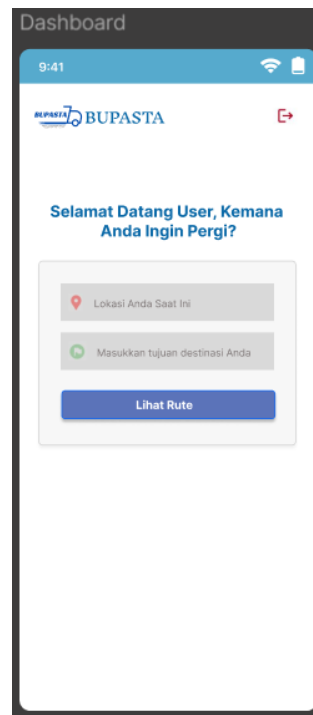 Dashboard
9:41
BUPASTA BUPASTA
Selamat Datang User, Kemana
Anda Ingin Pergi?
Lokasi Anda Saat Ini
Masukkan tujuan destinasi Anda
Lihat Rute